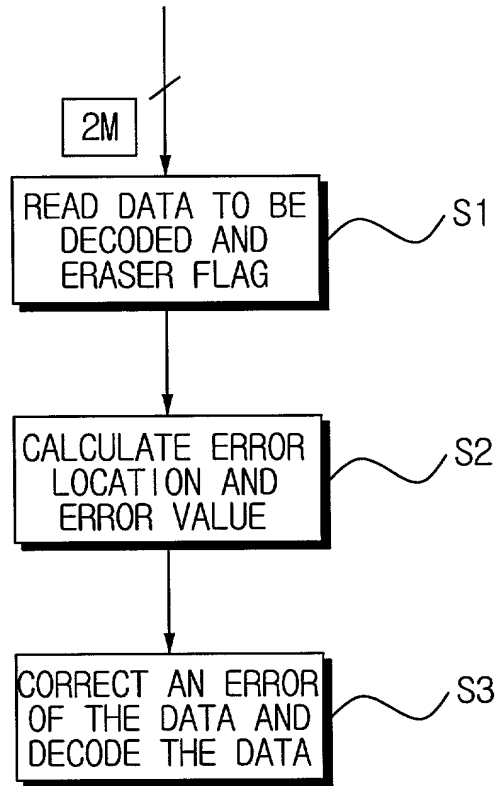 2M
READ DATA TO BE
DECODED AND
ERASER FLAG
S1
CALCULATE ERROR
LOCATION AND
ERROR VALUE
S2
CORRECT AN ERROR
OF THE DATA AND
DECODE THE DATA
S3